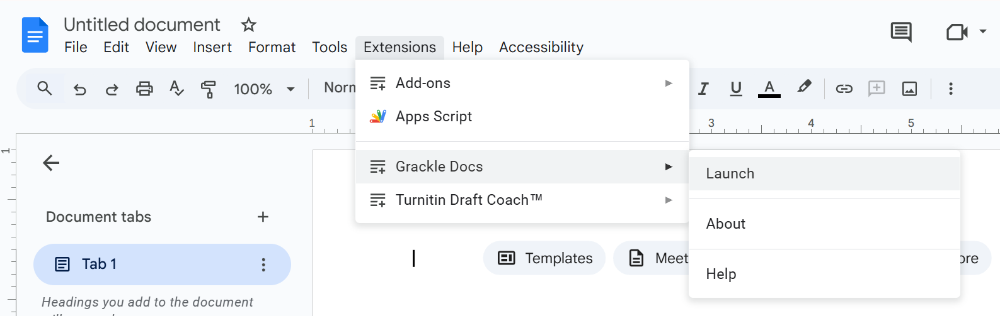 Untitled document
File Edit View Insert Format Tools Extensions Help Accessibility
100% Norm
Add-ons
Apps Script
Grackle Docs
Turnitin Draft Coach™
Launch
About
Help
1 3 4 5
1
Document tabs
Tab 1
Headings you add to the document
Templates Meet ore